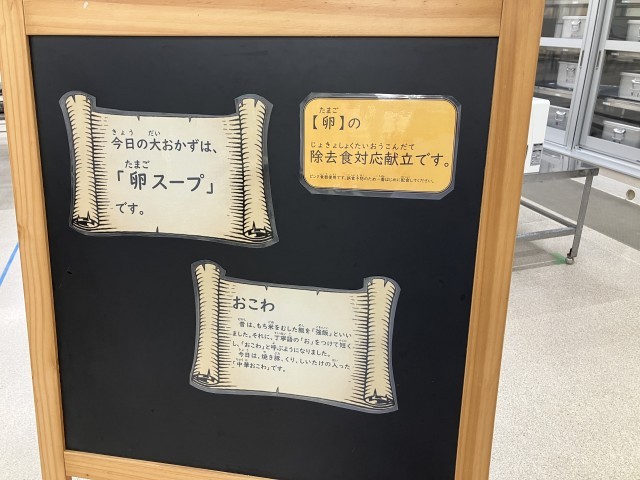 今日の大おかずは、
「卵スープ」
です。
【卵】の
除去食対応献立です。
おこわ
昔は、もち米をむした飯を「強飯」といい
ました。それに、丁寧語の「お」をつけて短く
し、「おこわ」と呼ぶようになりました。
今日は、焼き豚、くり、しいたけの入った
「中華おこわ」です。